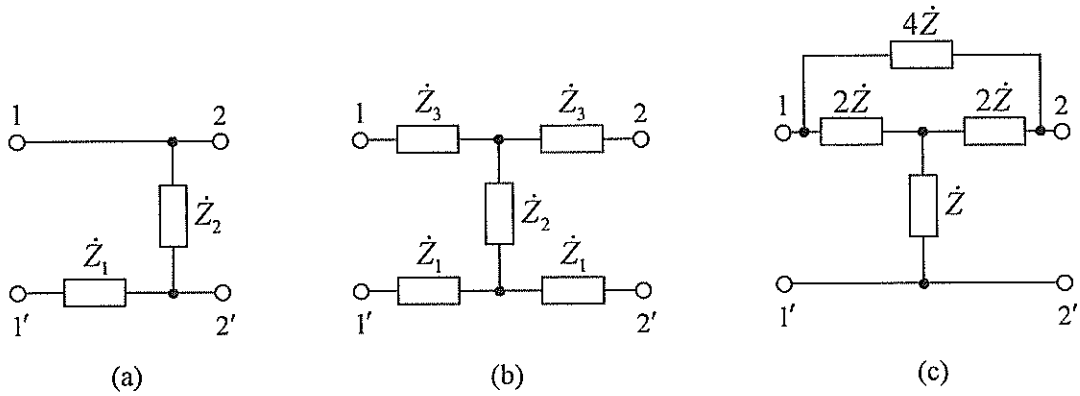 1 2
Ż₂
Ż₁
1′ 2′
(a)
1 Ż₃ Ż₃ 2
Ż₂
Ż₁ Ż₁
1′ 2′
(b)
4Ż
1 2Ż 2Ż 2
Ż
1′ 2′
(c)